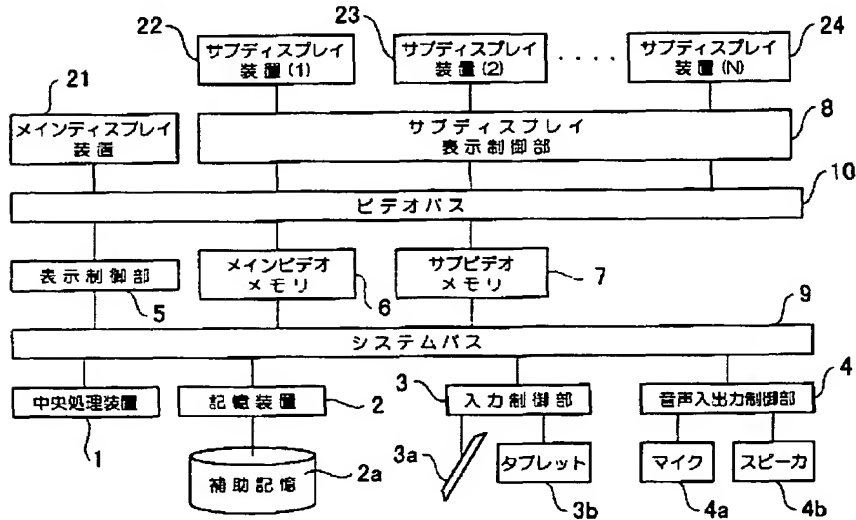 22
サブディスプレイ
装置(1)
23
サブディスプレイ
装置(2)
・・・・
サブディスプレイ
装置(N)
24
21
メインディスプレイ
装置
サブディスプレイ
表示制御部
8
10
ビデオバス
表示制御部
5
メインビデオ
メモリ
6
サブビデオ
メモリ
7
9
システムバス
中央処理装置
1
記憶装置
2
3
入力制御部
音声入出力制御部
4
補助記憶
2a
3a
タブレット
3b
マイク
4a
スピーカ
4b